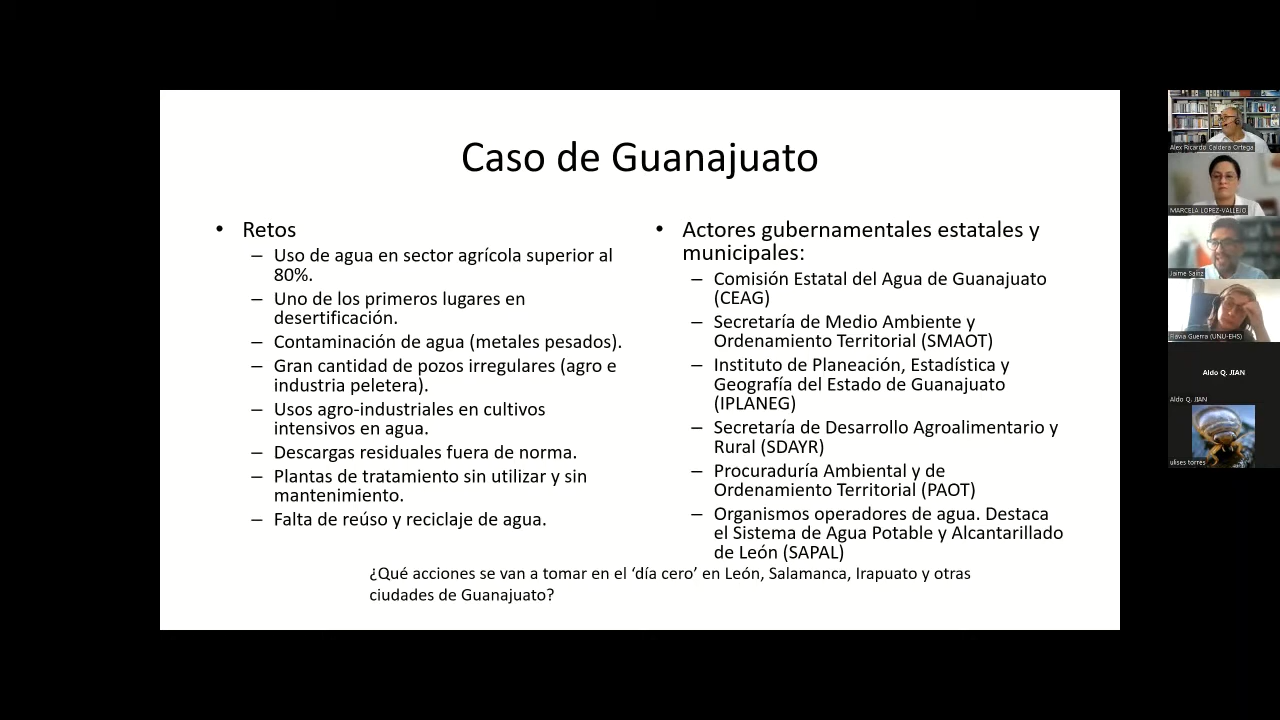 Caso de Guanajuato
• Retos
– Uso de agua en sector agrícola superior al
80%.
– Uno de los primeros lugares en
desertificación.
– Contaminación de agua (metales pesados).
– Gran cantidad de pozos irregulares (agro e
industria peletera).
– Usos agro-industriales en cultivos
intensivos en agua.
– Descargas residuales fuera de norma.
– Plantas de tratamiento sin utilizar y sin
mantenimiento.
– Falta de reúso y reciclaje de agua.
• Actores gubernamentales estatales y
municipales:
– Comisión Estatal del Agua de Guanajuato
(CEAG)
– Secretaría de Medio Ambiente y
Ordenamiento Territorial (SMAOT)
– Instituto de Planeación, Estadística y
Geografía del Estado de Guanajuato
(IPLANEG)
– Secretaría de Desarrollo Agroalimentario y
Rural (SDAYR)
– Procuraduría Ambiental y de
Ordenamiento Territorial (PAOT)
– Organismos operadores de agua. Destaca
el Sistema de Agua Potable y Alcantarillado
de León (SAPAL)
¿Qué acciones se van a tomar en el ‘día cero’ en León, Salamanca, Irapuato y otras
ciudades de Guanajuato?
Alex Ricardo Caldera Ortega
MARCELA LOPEZ-VALLEJO
Jaime Sainz
Flavia Guerra (UNU-EHS)
Aldo Q. JIAN
Aldo Q. JIAN
ulises torres